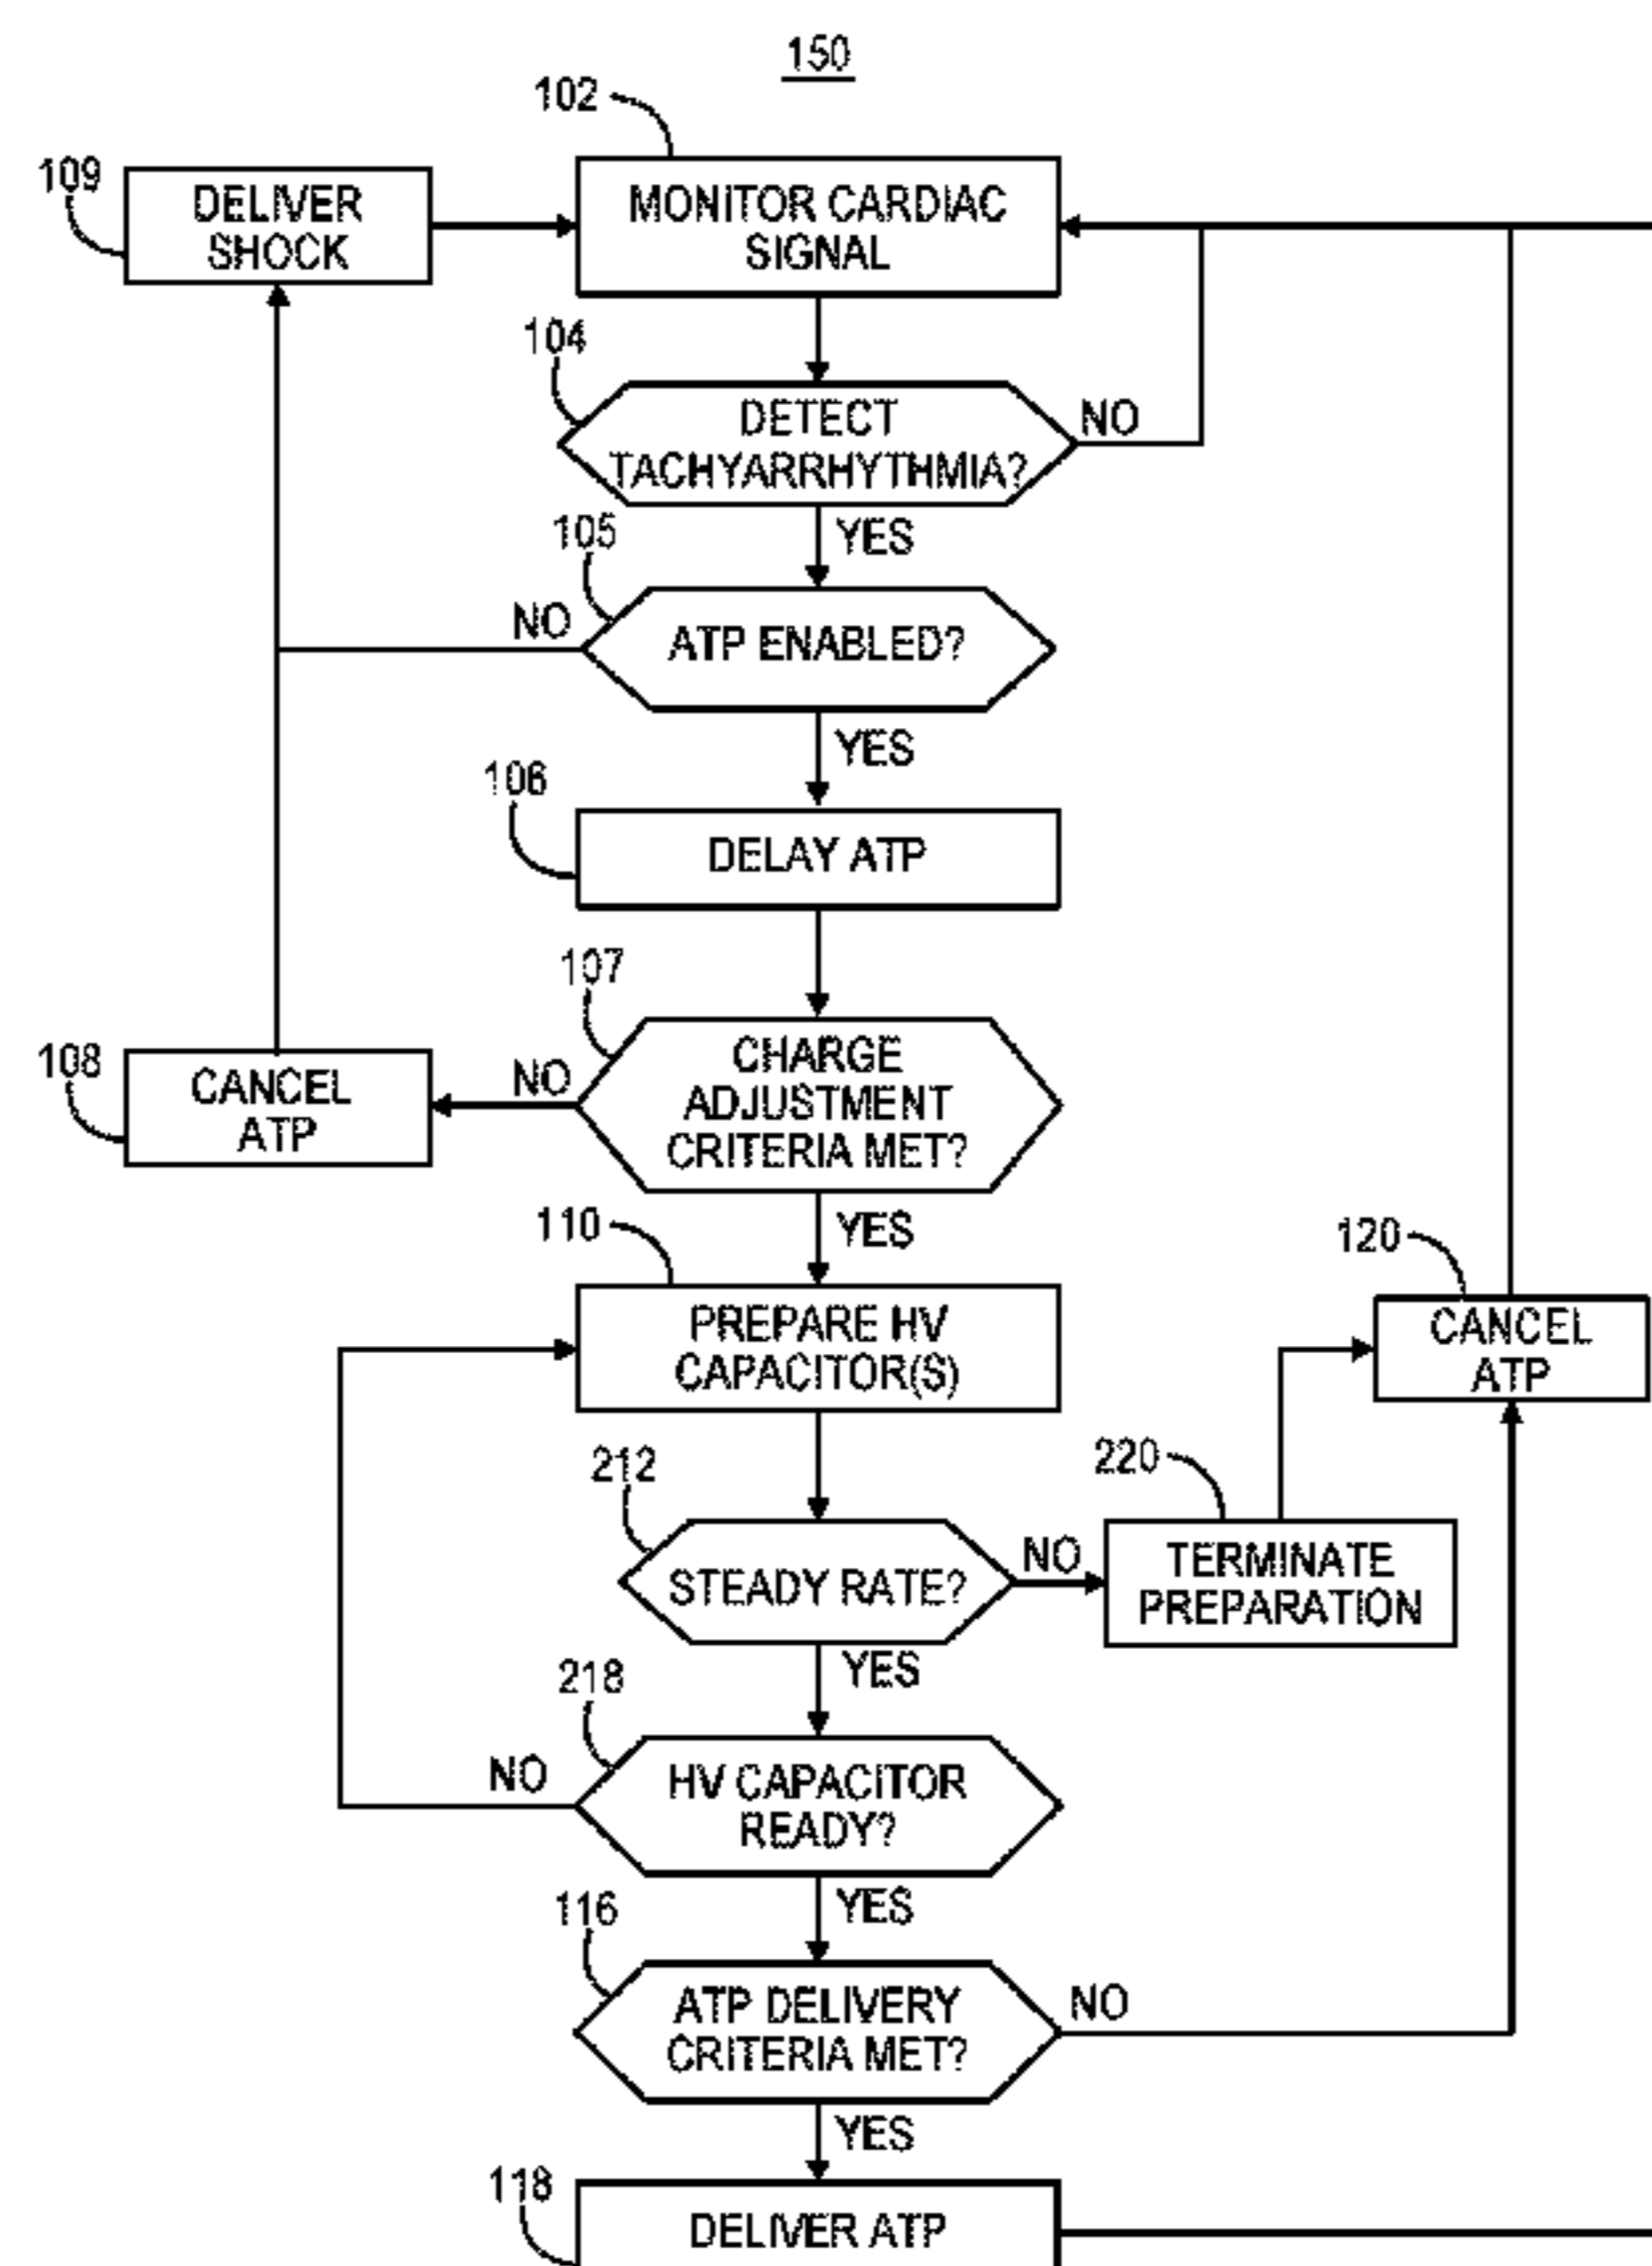 150
102
109
DELIVER
SHOCK
MONITOR CARDIAC
SIGNAL
104
DETECT
TACHYARRHYTHMIA?
NO
YES
105
NO
ATP ENABLED?
YES
106
DELAY ATP
107
CHARGE
ADJUSTMENT
CRITERIA MET?
NO
108
CANCEL
ATP
YES
110
PREPARE HV
CAPACITOR(S)
120
CANCEL
ATP
212
STEADY RATE?
NO
220
TERMINATE
PREPARATION
YES
218
NO
HV CAPACITOR
READY?
YES
116
ATP DELIVERY
CRITERIA MET?
NO
YES
118
DELIVER ATP